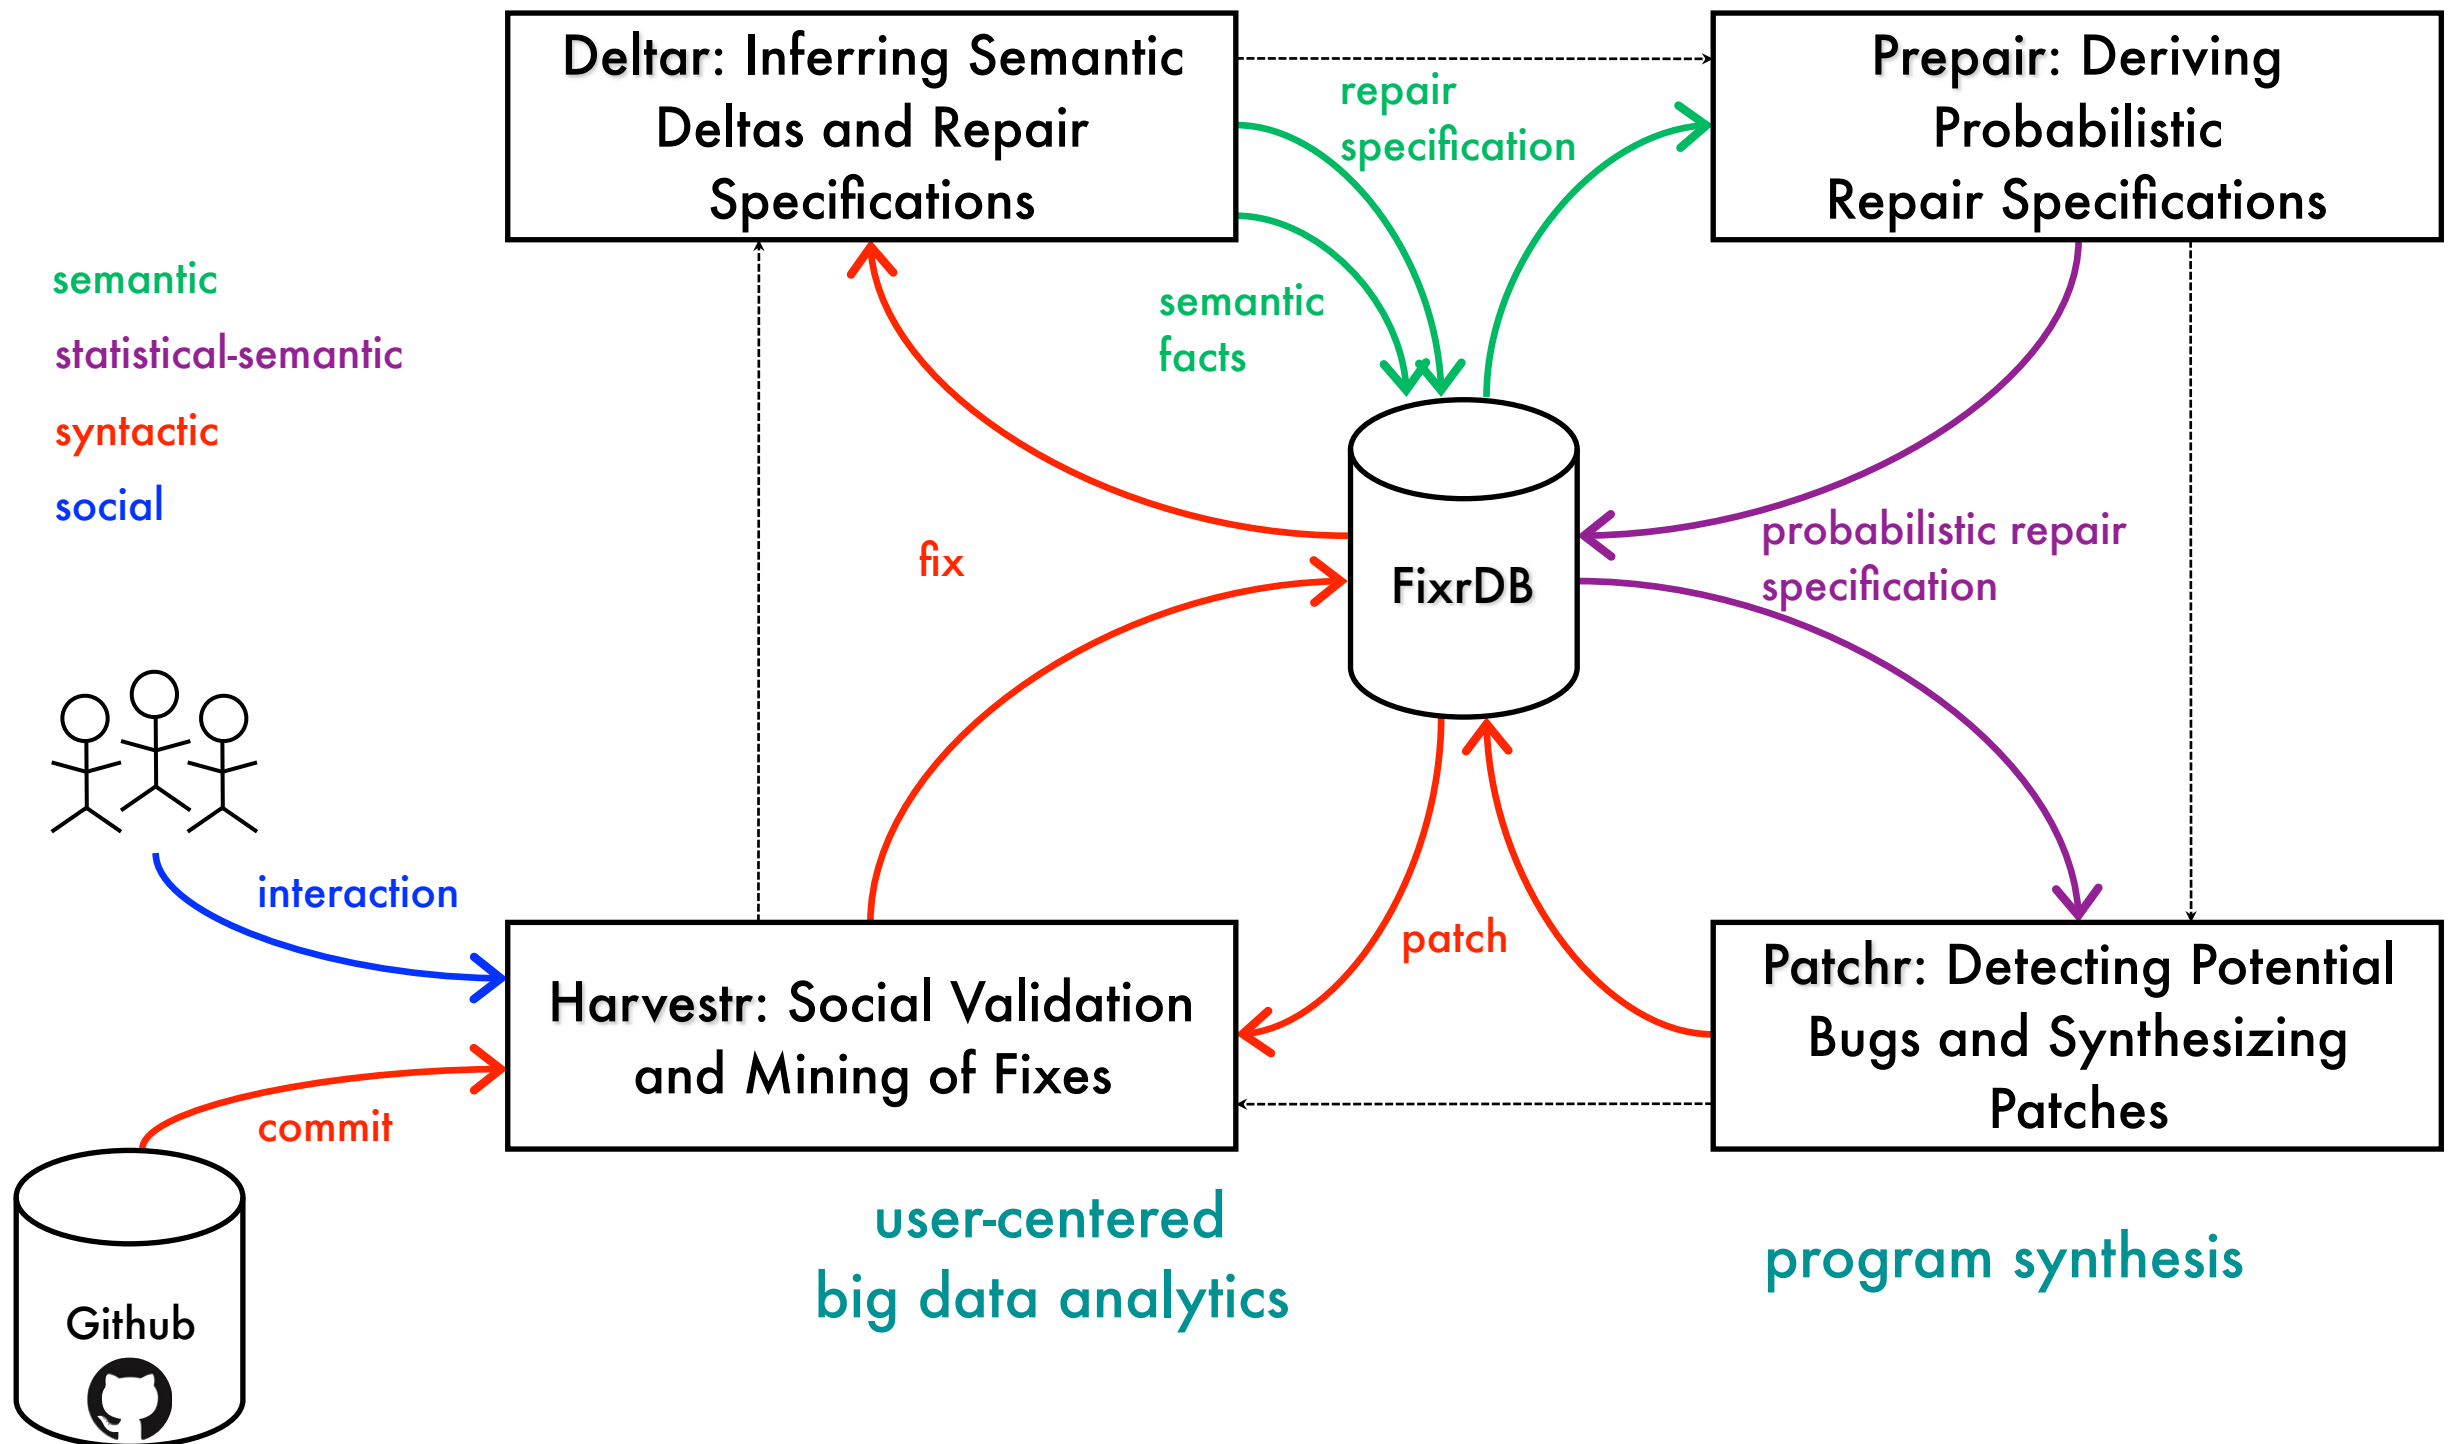 Deltar: Inferring Semantic
Deltas and Repair
Specifications
Prepair: Deriving
Probabilistic
Repair Specifications
repair
specification
semantic
facts
semantic
statistical-semantic
syntactic
social
fix
FixrDB
probabilistic repair
specification
interaction
patch
commit
Harvestr: Social Validation
and Mining of Fixes
Patchr: Detecting Potential
Bugs and Synthesizing
Patches
user-centered
big data analytics
program synthesis
Github